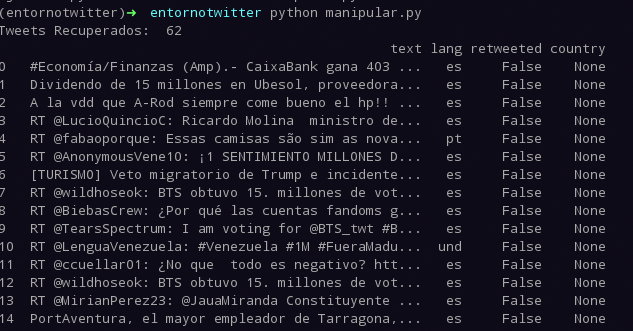 (entornotwitter)➜ entornotwitter python manipular.py
Tweets Recuperados:  62
text lang retweeted country
0 #Economía/Finanzas (Amp).- CaixaBank gana 403 ... es False None
1 Dividendo de 15 millones en Ubesol, proveedora... es False None
2 A la vdd que A-Rod siempre come bueno el hp!! ... es False None
3 RT @LucioQuincioC: Ricardo Molina  ministro de... es False None
4 RT @fabaoporque: Essas camisas são sim as nova... pt False None
5 RT @AnonymousVene10: ¡1 SENTIMIENTO MILLONES D... es False None
6 [TURISMO] Veto migratorio de Trump e incidente... es False None
7 RT @wildhoseok: BTS obtuvo 15. millones de vot... es False None
8 RT @BiebasCrew: ¿Por qué las cuentas fandoms g... es False None
9 RT @TearsSpectrum: I am voting for @BTS_twt #B... es False None
10 RT @LenguaVenezuela: #Venezuela #1M #FueraMadu... und False None
11 RT @ccuellar01: ¿No que  todo es negativo? htt... es False None
12 RT @wildhoseok: BTS obtuvo 15. millones de vot... es False None
13 RT @MirianPerez23: @JauaMiranda Constituyente ... es False None
14 PortAventura, el mayor empleador de Tarragona,... es False None